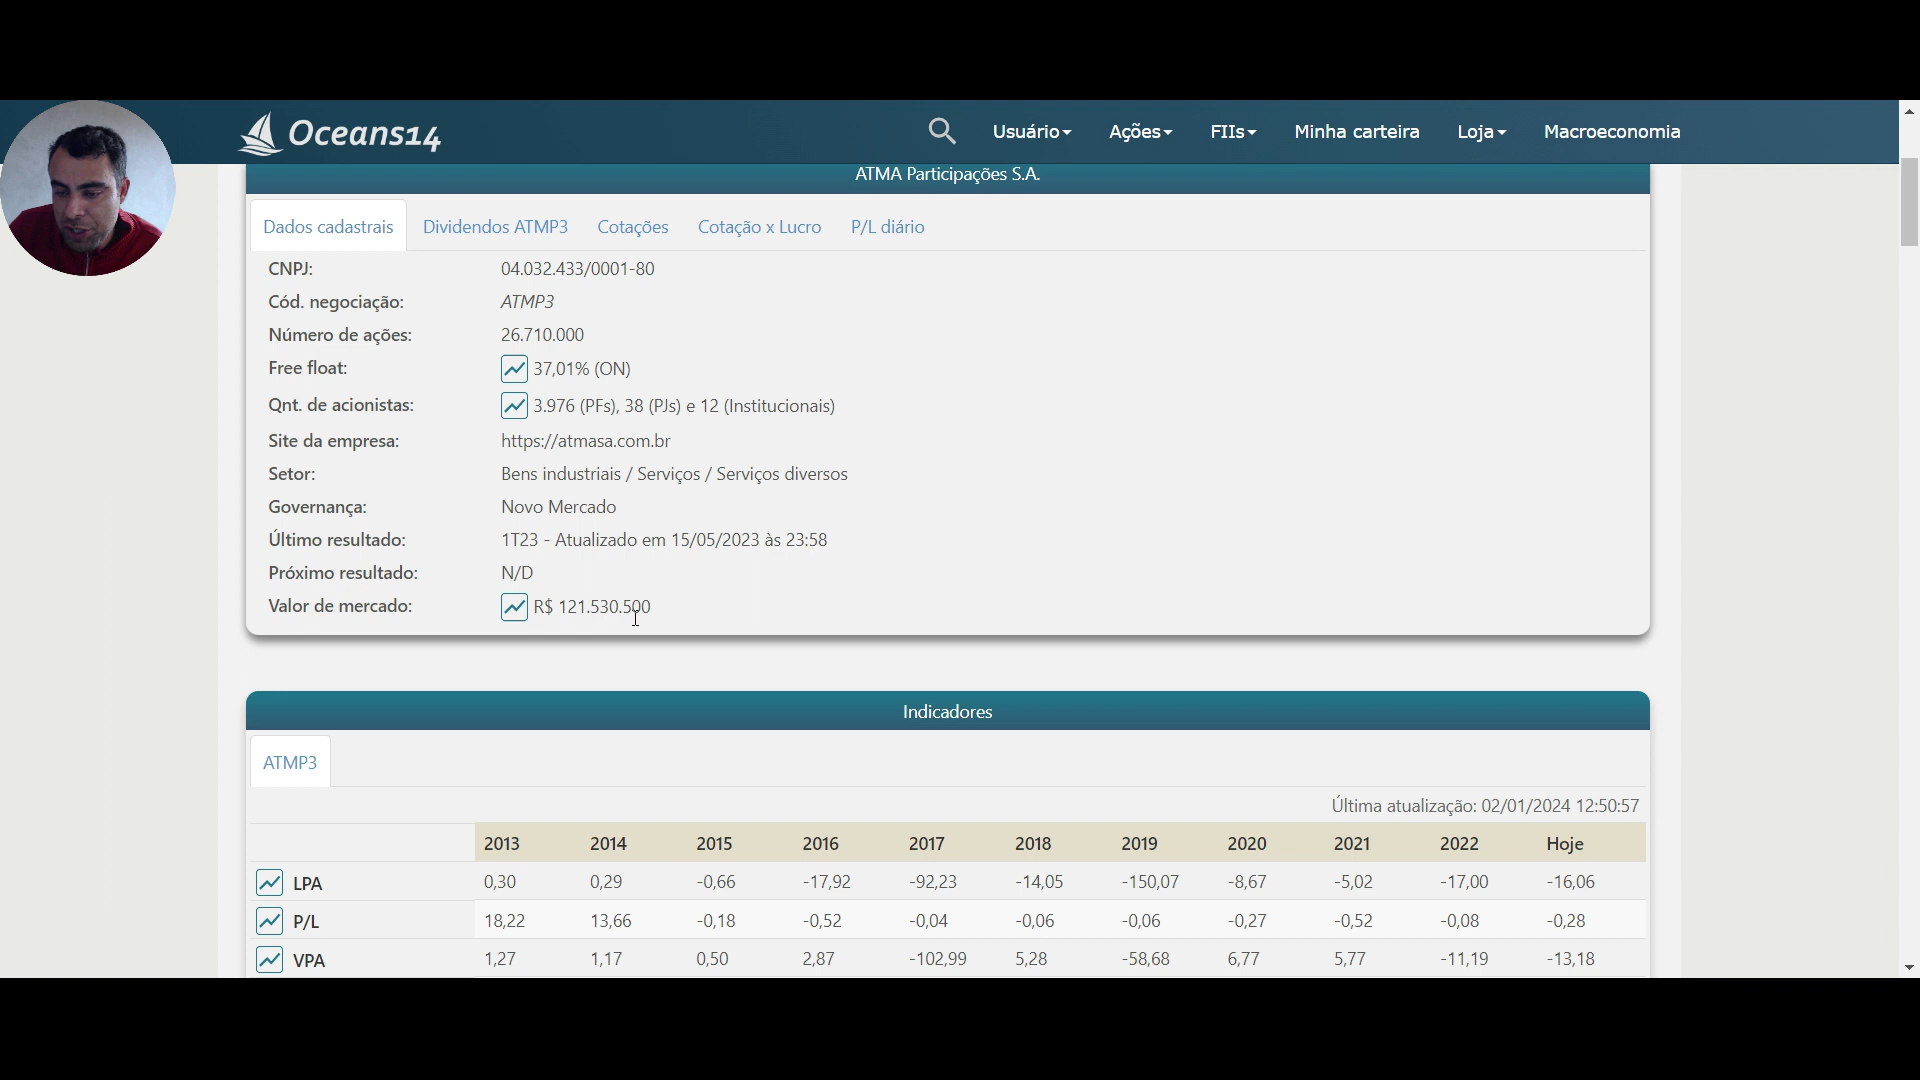 Oceans14
Usuário
Ações
FIIs
Minha carteira
Loja
Macroeconomia
ATMA Participações S.A.
Dados cadastrais
Dividendos ATMP3
Cotações
Cotação x Lucro
P/L diário
CNPJ: 04.032.433/0001-80
Cód. negociação: ATMP3
Número de ações: 26.710.000
Free float: 37,01% (ON)
Qnt. de acionistas: 3.976 (PFs), 38 (PJs) e 12 (Institucionais)
Site da empresa: https://atmasa.com.br
Setor: Bens industriais / Serviços / Serviços diversos
Governança: Novo Mercado
Último resultado: 1T23 - Atualizado em 15/05/2023 às 23:58
Próximo resultado: N/D
Valor de mercado: R$ 121.530.500
Indicadores
ATMP3
Última atualização: 02/01/2024 12:50:57
2013 2014 2015 2016 2017 2018 2019 2020 2021 2022 Hoje
LPA 0,30 0,29 -0,66 -17,92 -92,23 -14,05 -150,07 -8,67 -5,02 -17,00 -16,06
P/L 18,22 13,66 -0,18 -0,52 -0,04 -0,06 -0,06 -0,27 -0,52 -0,08 -0,28
VPA 1,27 1,17 0,50 2,87 -102,99 5,28 -58,68 6,77 5,77 -11,19 -13,18